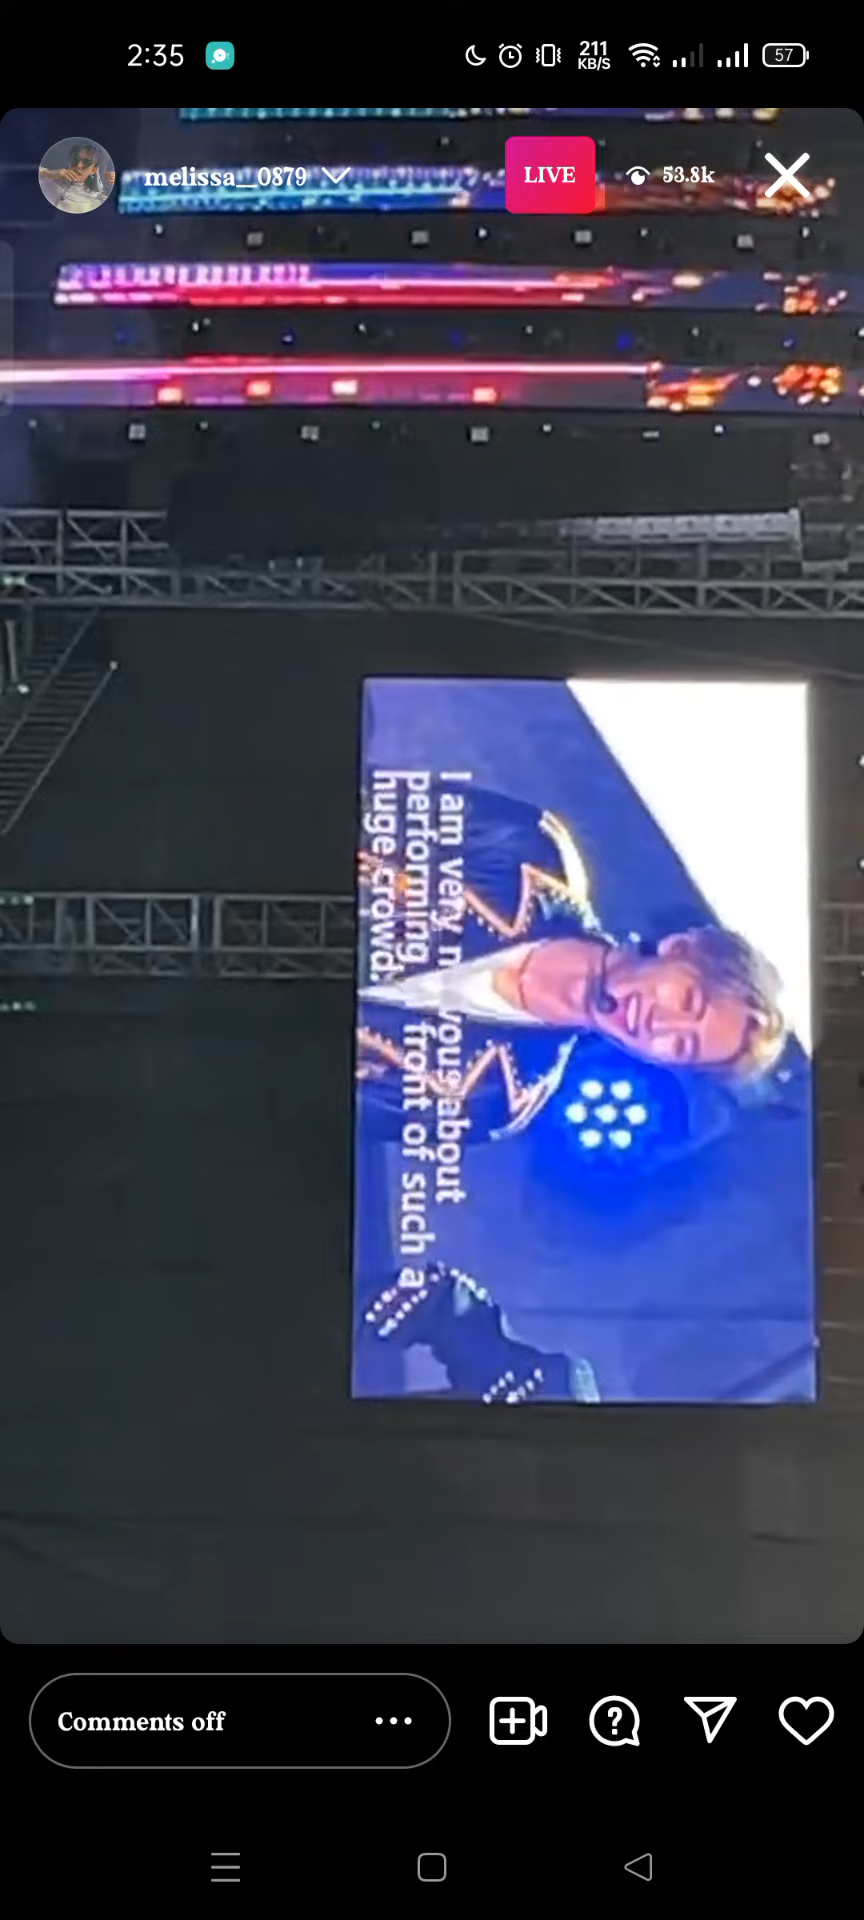 2:35
211
KB/S
57
melissa__0879
LIVE
53.8k
I am very about
performing front of such a
huge crowd.
Comments off